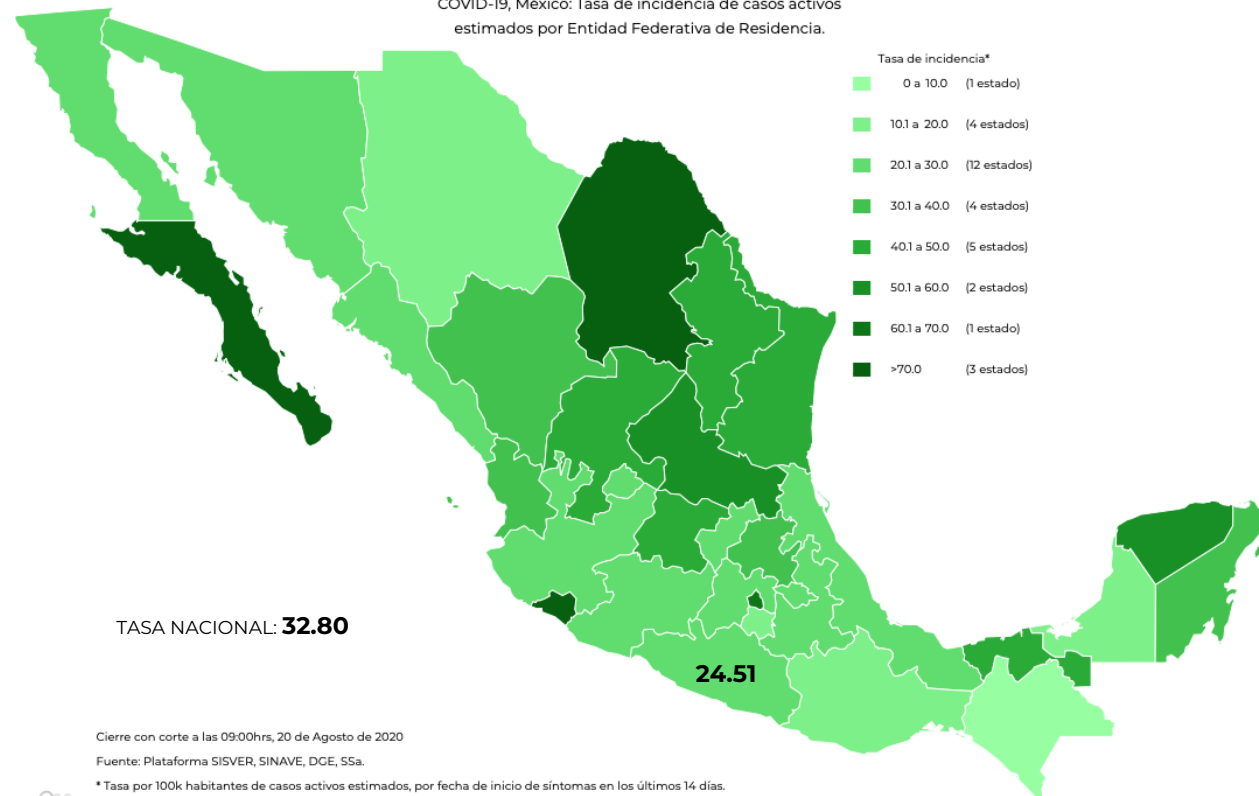 COVID-19, México: Tasa de incidencia de casos activos
estimados por Entidad Federativa de Residencia.
Tasa de incidencia*
0 a 10.0 (1 estado)
10.1 a 20.0 (4 estados)
20.1 a 30.0 (12 estados)
30.1 a 40.0 (4 estados)
40.1 a 50.0 (5 estados)
50.1 a 60.0 (2 estados)
60.1 a 70.0 (1 estado)
>70.0 (3 estados)
TASA NACIONAL: 32.80
24.51
Cierre con corte a las 09:00hrs, 20 de Agosto de 2020
Fuente: Plataforma SISVER, SINAVE, DGE, SSa.
* Tasa por 100k habitantes de casos activos estimados, por fecha de inicio de síntomas en los últimos 14 días.